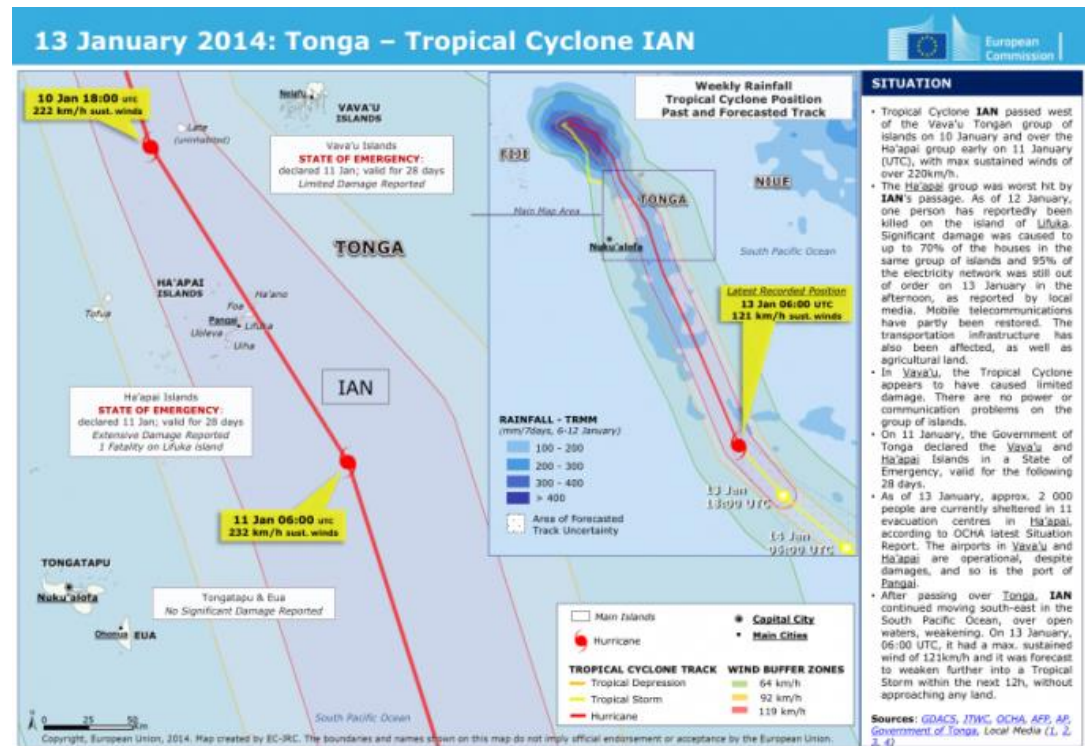 13 January 2014: Tonga – Tropical Cyclone IAN
European
Commission
10 Jan 18:00 UTC
222 km/h sust. winds
Late
(uninhabited)
Neiafu
VAVA'U
ISLANDS
Vava'u Islands
STATE OF EMERGENCY:
declared 11 Jan; valid for 28 days
Limited Damage Reported
TONGA
HA'APAI
ISLANDS
Ha'ano
Foa
Pangai
Lifuka
Uoleva
Uiha
Tofua
IAN
Ha'apai Islands
STATE OF EMERGENCY:
declared 11 Jan; valid for 28 days
Extensive Damage Reported
1 Fatality on Lifuka island
11 Jan 06:00 UTC
232 km/h sust. winds
TONGATAPU
Nuku'alofa
Ohonua
EUA
Tongatapu & Eua
No Significant Damage Reported
South Pacific Ocean
0 25 50
Km
Copyright, European Union, 2014. Map created by EC-JRC. The boundaries and names shown on this map do not imply official endorsement or acceptance by the European Union.
Weekly Rainfall
Tropical Cyclone Position
Past and Forecasted Track
FIJI
TONGA
NIUE
Main Map Area
Nuku'alofa
South Pacific Ocean
Latest Recorded Position
13 Jan 06:00 UTC
121 km/h sust. winds
RAINFALL - TRMM
(mm/7days, 6-12 January)
100 - 200
200 - 300
300 - 400
> 400
Area of Forecasted
Track Uncertainty
13 Jan
18:00 UTC
14 Jan
06:00 UTC
Main Islands
Hurricane
Capital City
Main Cities
TROPICAL CYCLONE TRACK
Tropical Depression
Tropical Storm
Hurricane
WIND BUFFER ZONES
64 km/h
92 km/h
119 km/h
SITUATION
• Tropical Cyclone IAN passed west
of the Vava'u Tongan group of
islands on 10 January and over the
Ha'apai group early on 11 January
(UTC), with max sustained winds of
over 220km/h.
• The Ha'apai group was worst hit by
IAN's passage. As of 12 January,
one person has reportedly been
killed on the island of Lifuka.
Significant damage was caused to
up to 70% of the houses in the
same group of islands and 95% of
the electricity network was still out
of order on 13 January in the
afternoon, as reported by local
media. Mobile telecommunications
have partly been restored. The
transportation infrastructure has
also been affected, as well as
agricultural land.
• In Vava'u, the Tropical Cyclone
appears to have caused limited
damage. There are no power or
communication problems on the
group of islands.
• On 11 January, the Government of
Tonga declared the Vava'u and
Ha'apai Islands in a State of
Emergency, valid for the following
28 days.
• As of 13 January, approx. 2 000
people are currently sheltered in 11
evacuation centres in Ha'apai,
according to OCHA latest Situation
Report. The airports in Vava'u and
Ha'apai are operational, despite
damages, and so is the port of
Pangai.
• After passing over Tonga, IAN
continued moving south-east in the
South Pacific Ocean, over open
waters, weakening. On 13 January,
06:00 UTC, it had a max. sustained
wind of 121km/h and it was forecast
to weaken further into a Tropical
Storm within the next 12h, without
approaching any land.
Sources: GDACS, JTWC, OCHA, AFP, AP,
Government of Tonga, Local Media (1, 2,
3, 4)